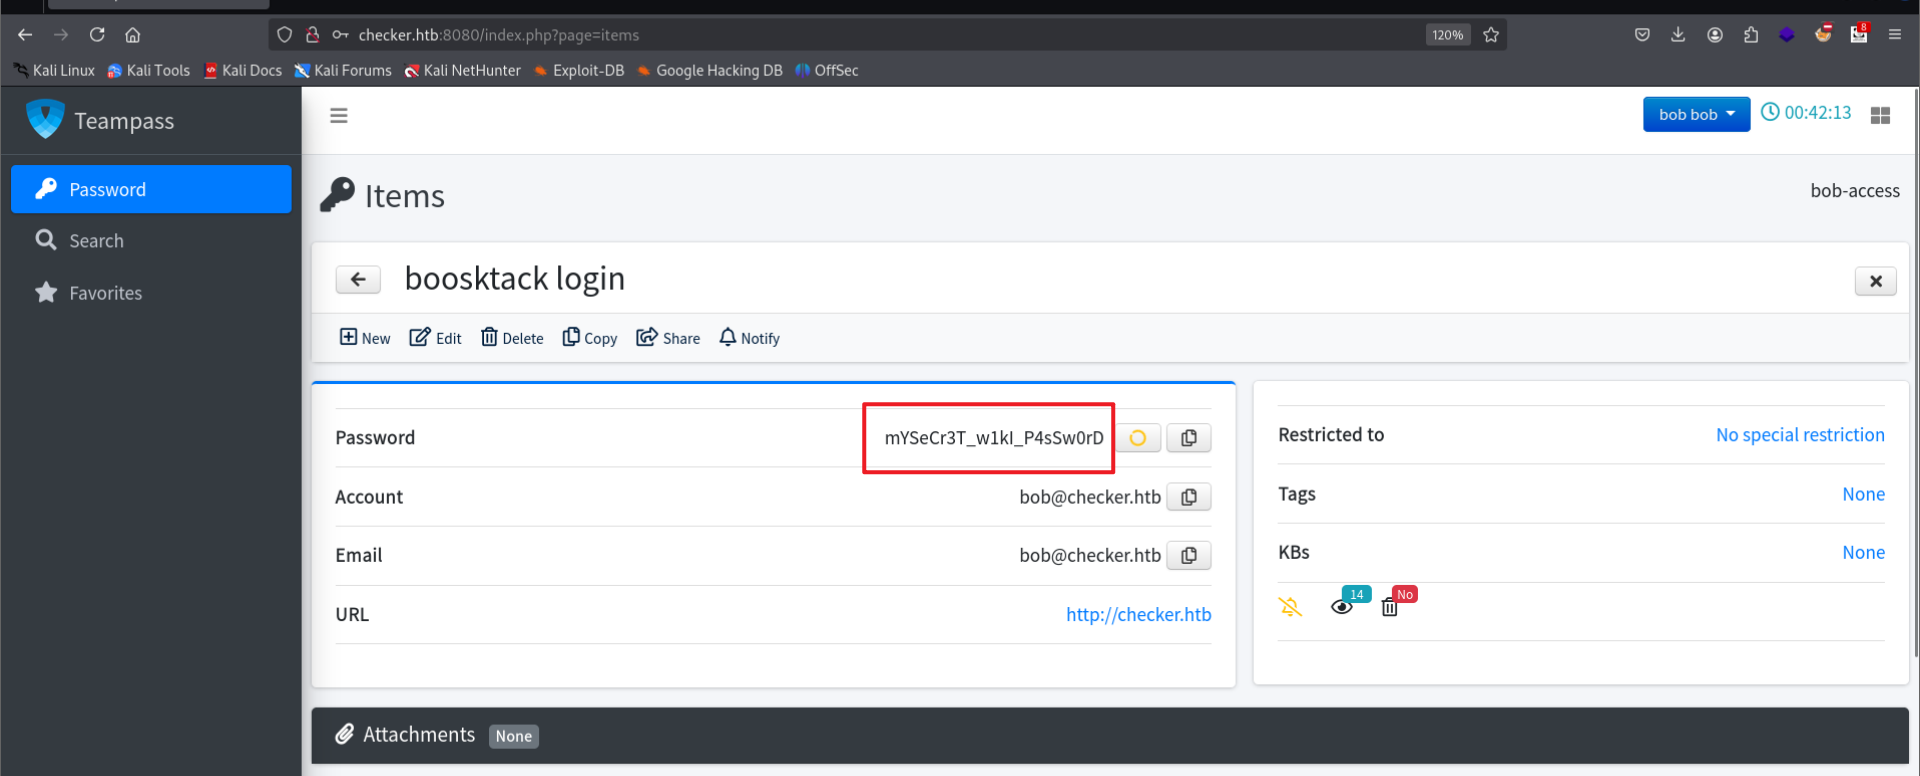 checker.htb:8080/index.php?page=items
120%
8
Kali Linux Kali Tools Kali Docs Kali Forums Kali NetHunter Exploit-DB Google Hacking DB OffSec
Teampass
bob bob
00:42:13
Password
Search
Favorites
Items
bob-access
boosktack login
New Edit Delete Copy Share Notify
Password mYSeCr3T_w1kI_P4sSw0rD
Account bob@checker.htb
Email bob@checker.htb
URL http://checker.htb
Restricted to No special restriction
Tags None
KBs None
14 No
Attachments None